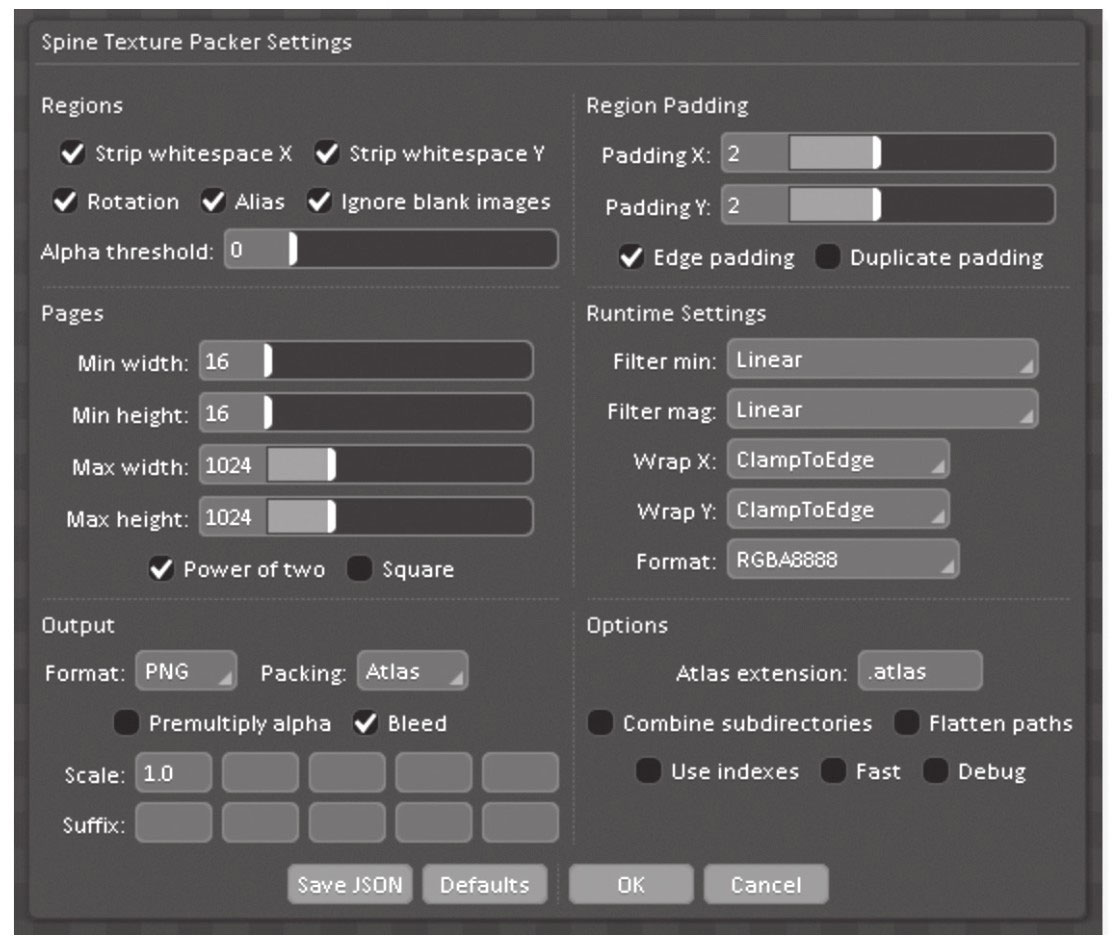 Spine Texture Packer Settings
Regions
Strip whitespace X Strip whitespace Y
Rotation Alias Ignore blank images
Alpha threshold: 0
Region Padding
Padding X: 2
Padding Y: 2
Edge padding Duplicate padding
Pages
Min width: 16
Min height: 16
Max width: 1024
Max height: 1024
Power of two Square
Runtime Settings
Filter min: Linear
Filter mag: Linear
Wrap X: ClampToEdge
Wrap Y: ClampToEdge
Format: RGBA8888
Output
Format: PNG Packing: Atlas
Premultiply alpha Bleed
Scale: 1.0
Suffix:
Options
Atlas extension: .atlas
Combine subdirectories Flatten paths
Use indexes Fast Debug
Save JSON Defaults OK Cancel